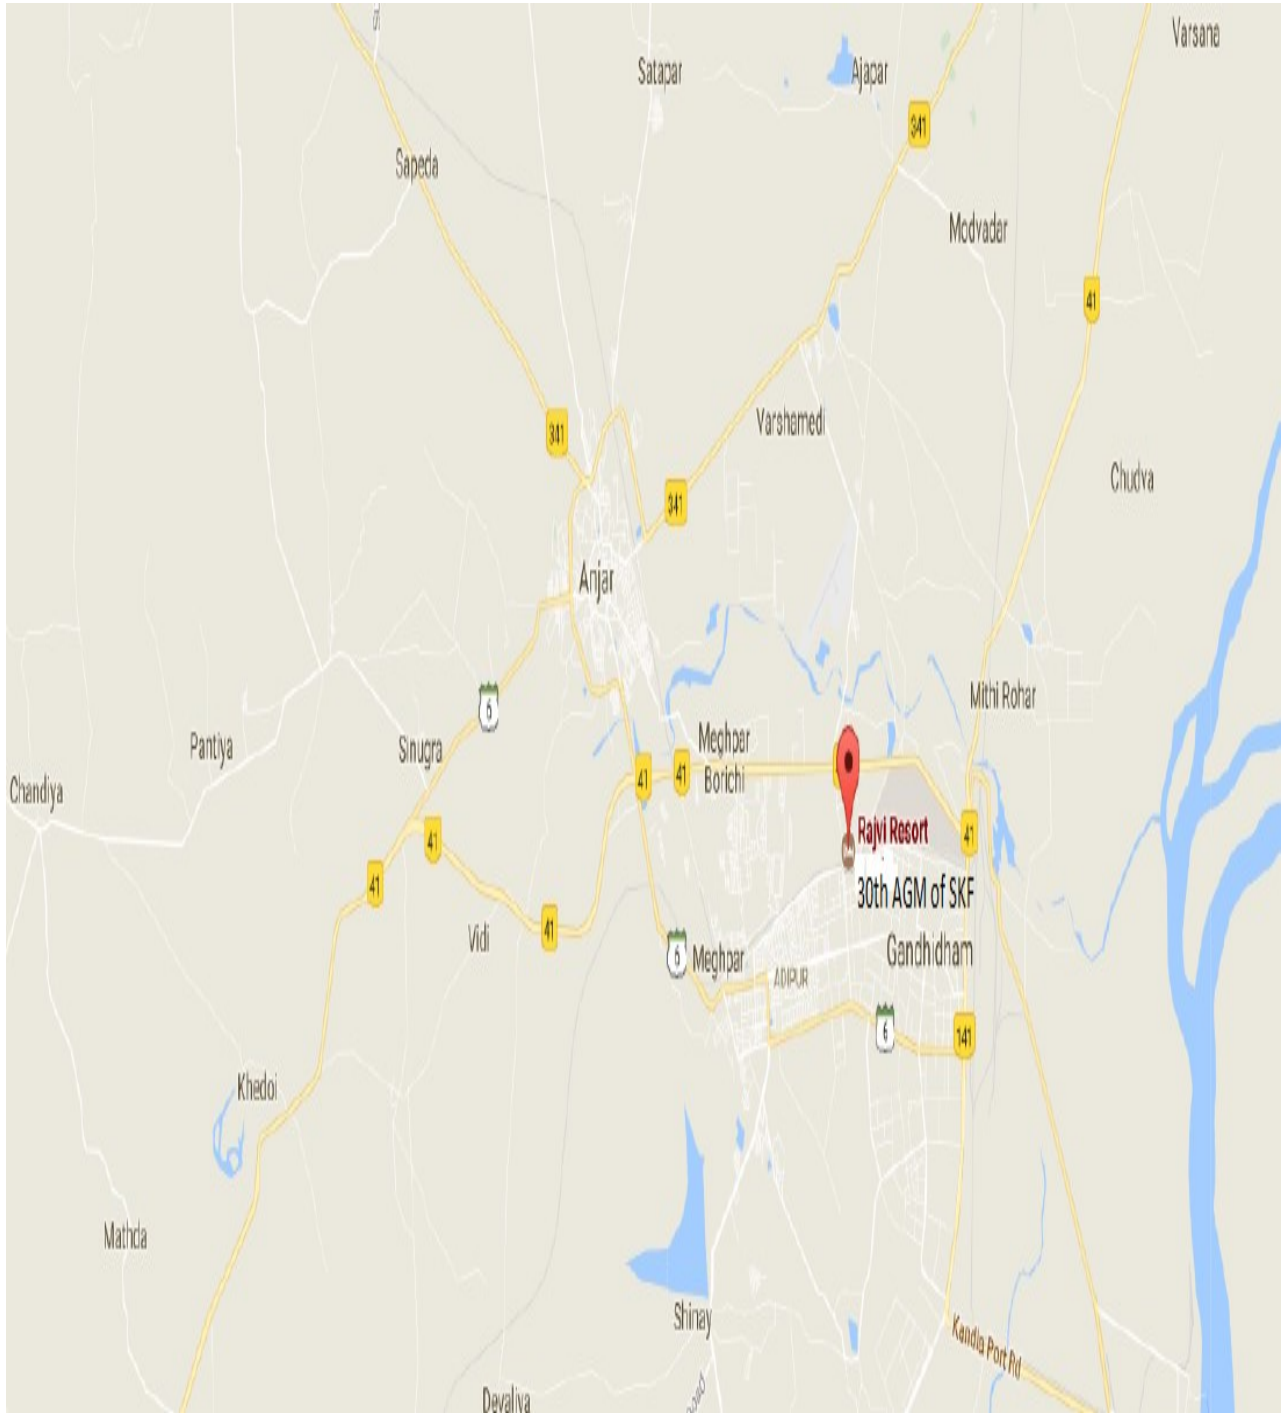 Varsana
Satapar
Ajapar
341
Sapeda
Modvadar
41
Varshamedi
341
Chudva
341
Anjar
Mithi Rohar
6
Pantiya
Sinugra
Meghpar
Borichi
41
41
Chandiya
Rajvi Resort
41
41
41
30th AGM of SKF
41
Vidi
Meghpar
6
Gandhidham
ADIPUR
6
141
Khedoi
Mathda
Shinay
Kandla Port Rd
Devaliya